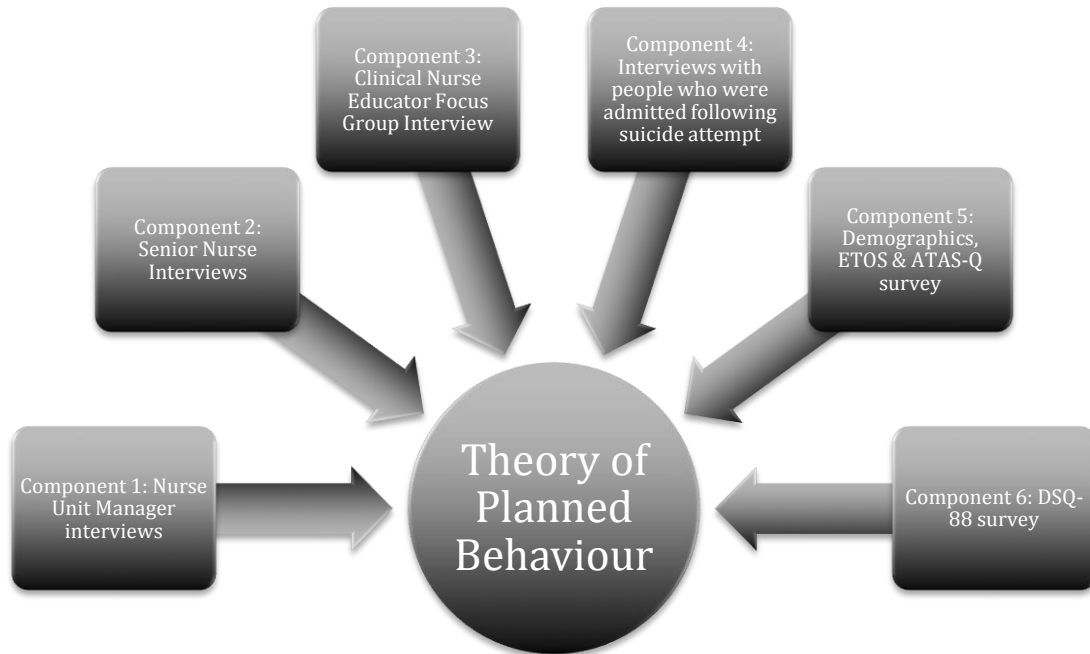 Component 1: Nurse
Unit Manager
interviews
Component 2:
Senior Nurse
Interviews
Component 3:
Clinical Nurse
Educator Focus
Group Interview
Component 4:
Interviews with
people who were
admitted following
suicide attempt
Component 5:
Demographics,
ETOS & ATAS-Q
survey
Component 6: DSQ-
88 survey
Theory of
Planned
Behaviour